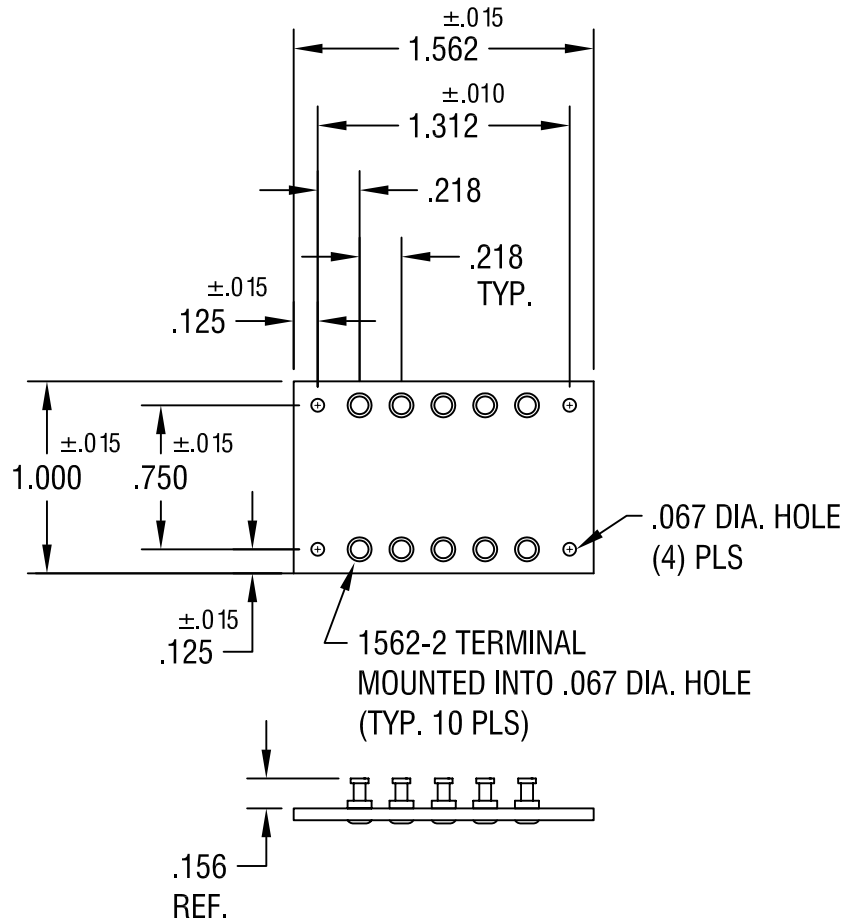 ±.015
1.562
±.010
1.312
.218
.218
TYP.
±.015
.125
±.015
1.000
±.015
.750
.067 DIA. HOLE
(4) PLS
±.015
.125
1562-2 TERMINAL
MOUNTED INTO .067 DIA. HOLE
(TYP. 10 PLS)
.156
REF.